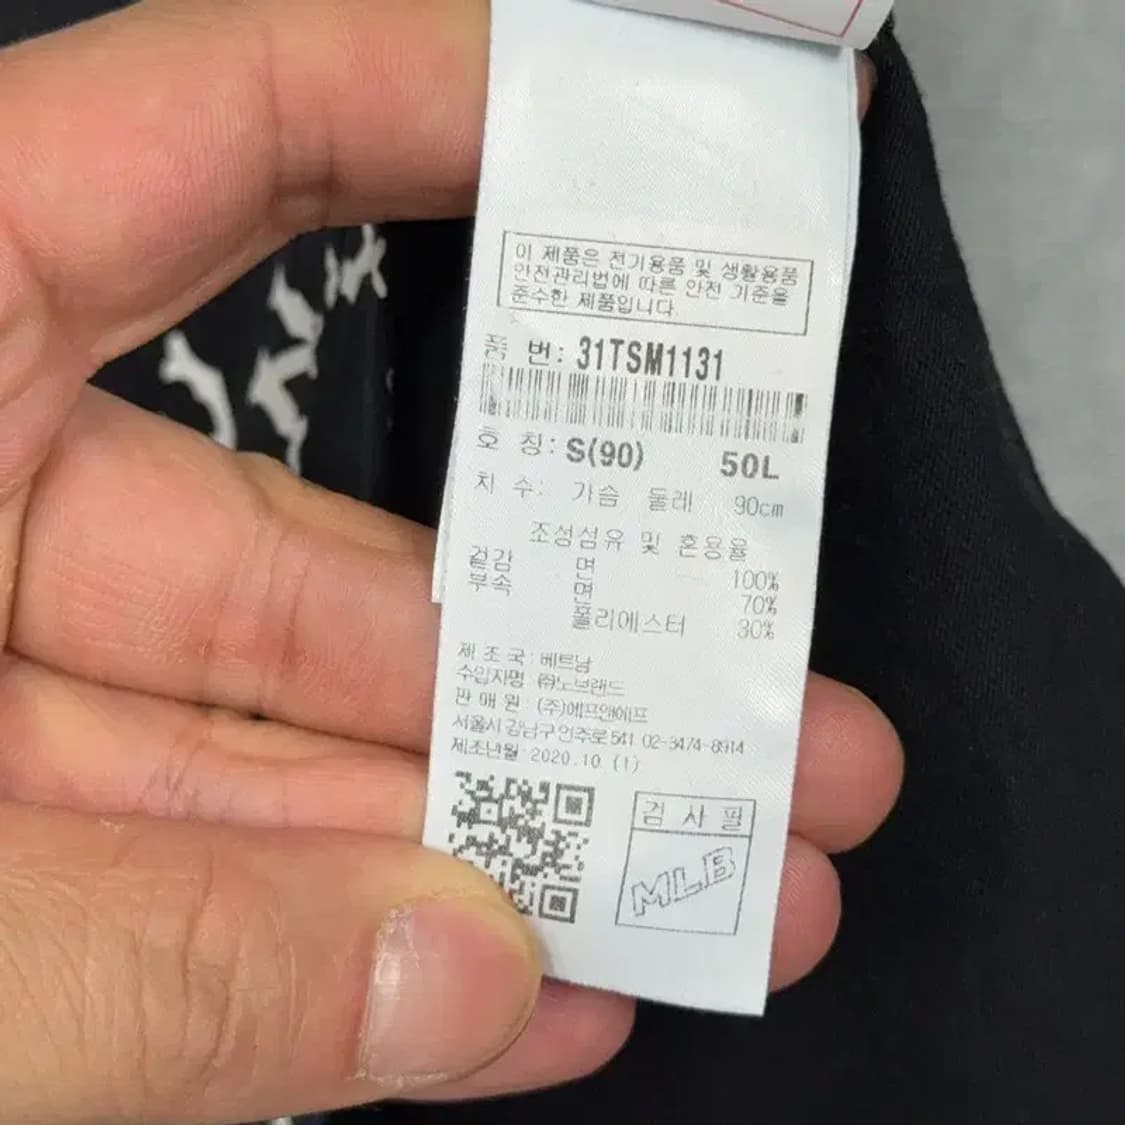 이 제품은 전기용품 및 생활용품
안전관리법에 따른 안전 기준을
준수한 제품입니다.
품 번: 31TSM1131
호 칭: S(90) 50L
치 수: 가슴 둘레 90cm
조성섬유 및 혼용율
겉감 면 100%
부속 면 70%
폴리에스터 30%
제 조 국: 베트남
수입자명 ㈜노브랜드
판 매 원: (주)에프앤에프
서울시 강남구 언주로 541 02-3474-8914
제조년월 2020.10 (1)
검 사 필
MLB